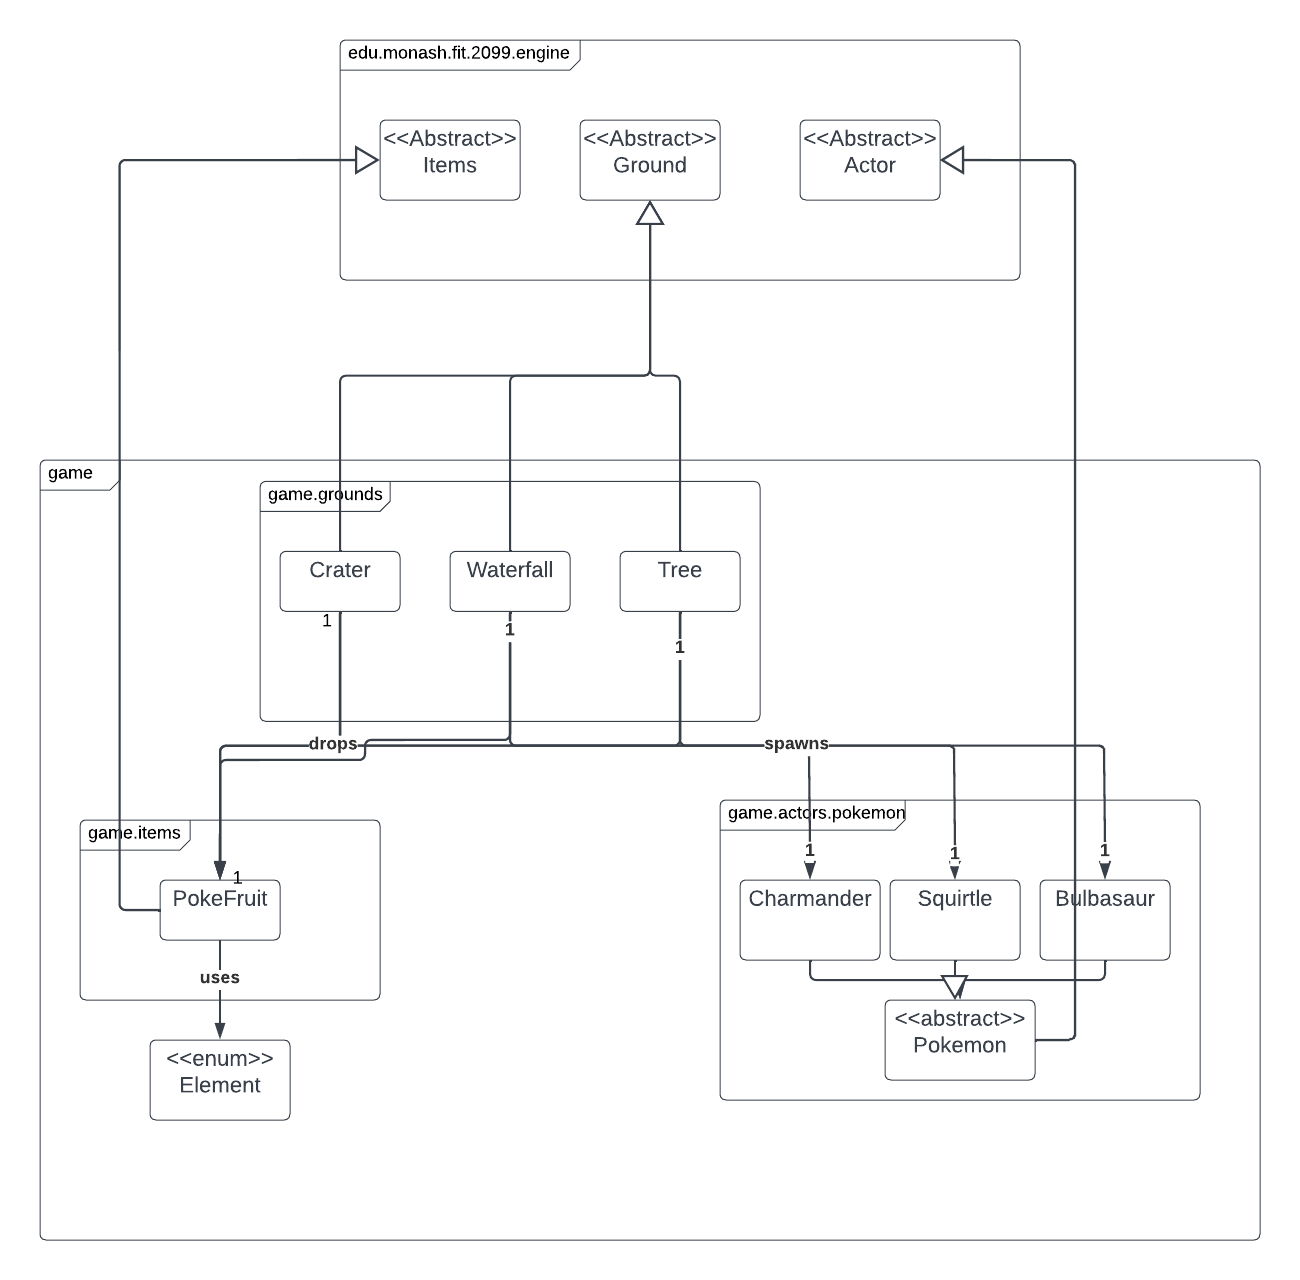 edu.monash.fit.2099.engine
<<Abstract>>
Items
<<Abstract>>
Ground
<<Abstract>>
Actor
game
game.grounds
Crater
Waterfall
Tree
1
1
1
drops
spawns
game.items
game.actors.pokemon
1
1
1
1
PokeFruit
Charmander
Squirtle
Bulbasaur
uses
<<abstract>>
Pokemon
<<enum>>
Element